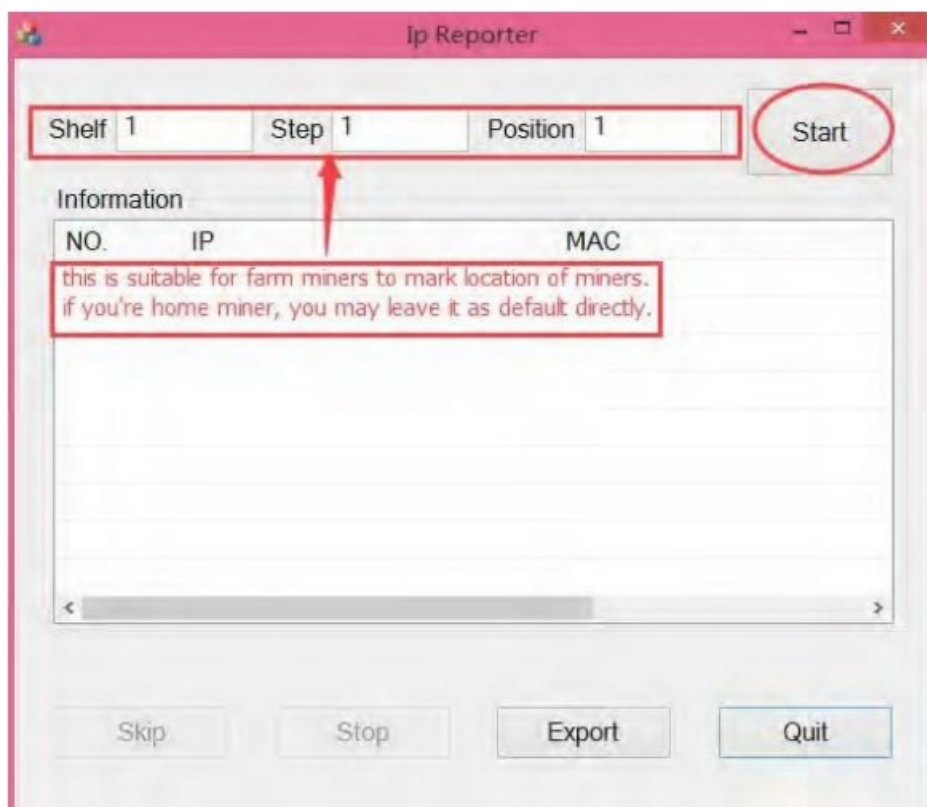 Ip Reporter
Shelf 1 Step 1 Position 1 Start
Information
NO. IP MAC
this is suitable for farm miners to mark location of miners.
if you're home miner, you may leave it as default directly.
Skip Stop Export Quit